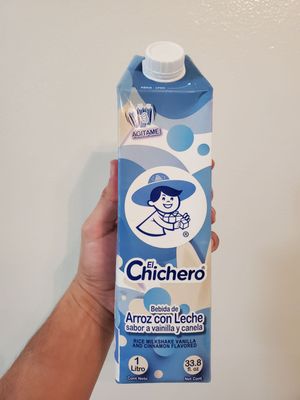 AGITAME
El
Chichero®
Bebida de
Arroz con Leche
sabor a vainilla y canela
RICE MILKSHAKE VANILLA
AND CINNAMON FLAVORED
1
Litro
Cont. Neto
33.8
fl. oz
Net Cont.